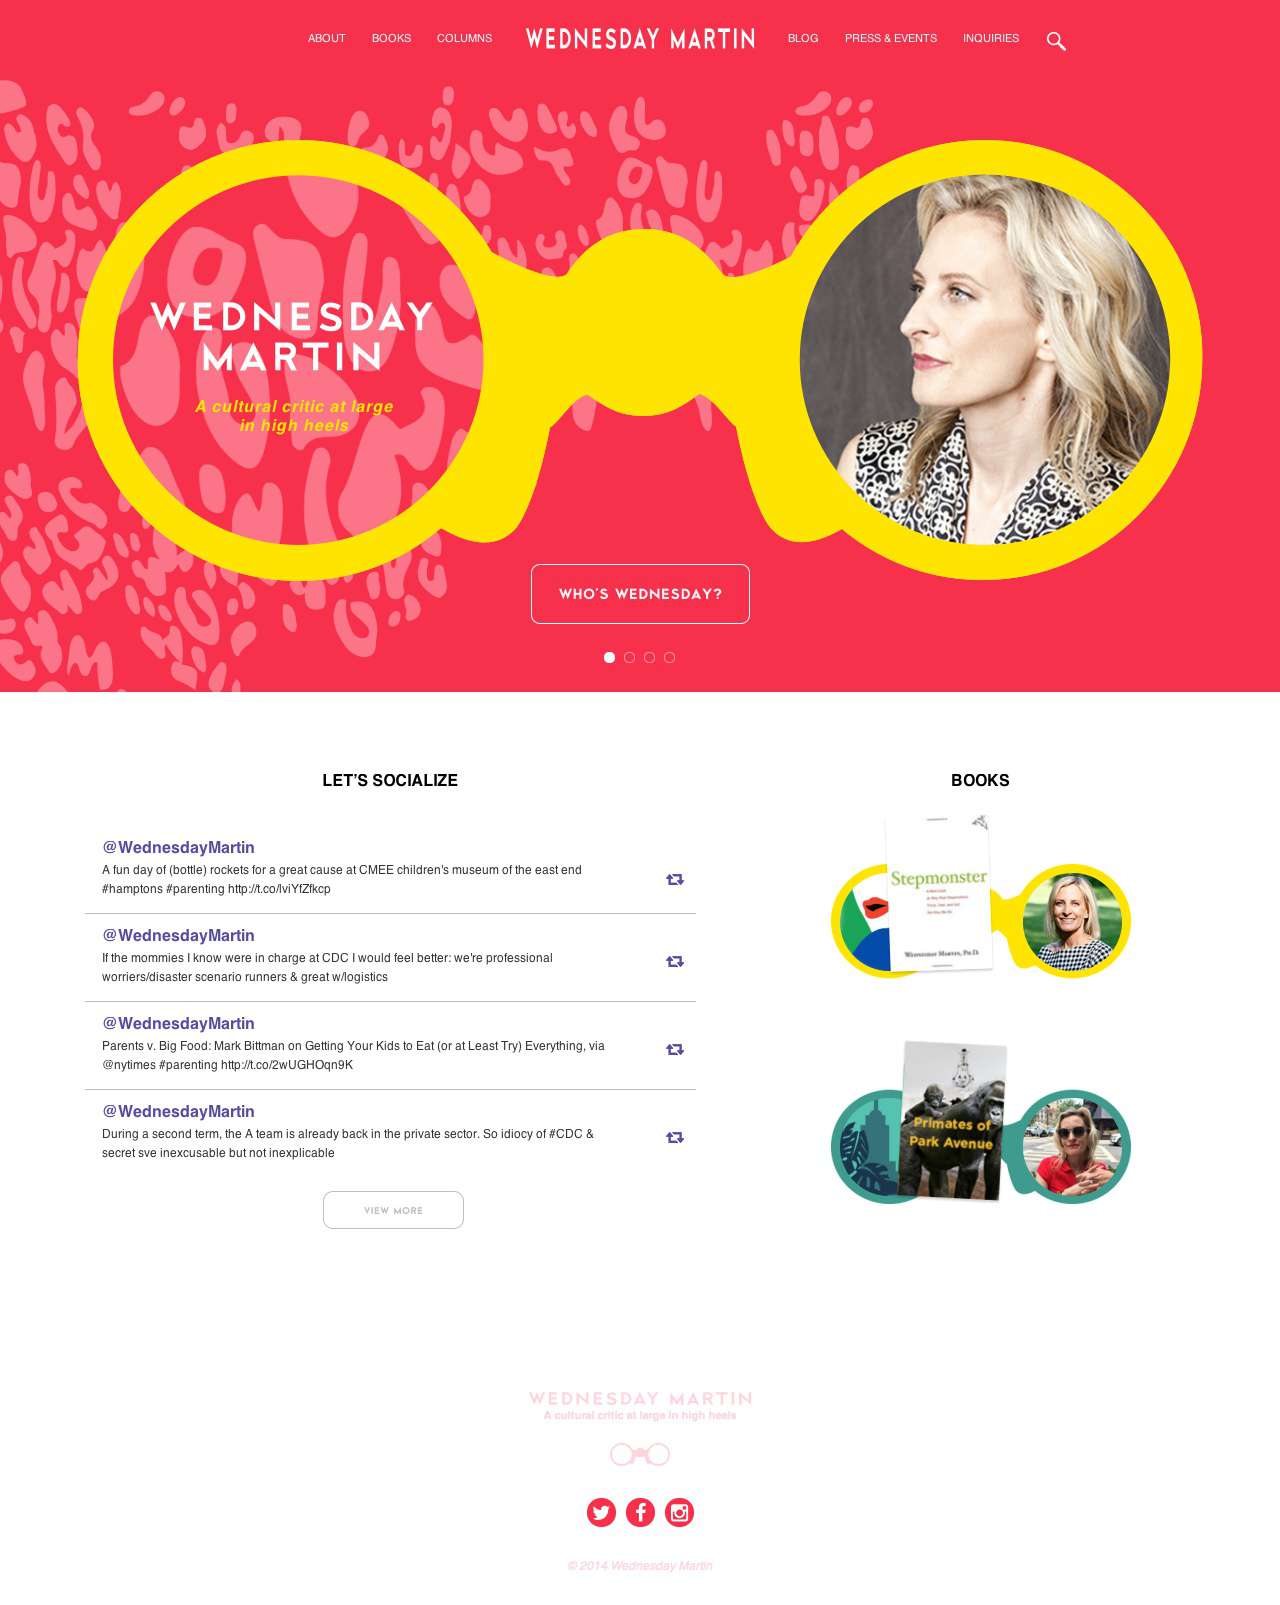 ABOUT BOOKS COLUMNS WEDNESDAY MARTIN BLOG PRESS & EVENTS INQUIRIES
WEDNESDAY
MARTIN
A cultural critic at large
in high heels
WHO'S WEDNESDAY?
LET'S SOCIALIZE
@WednesdayMartin
A fun day of (bottle) rockets for a great cause at CMEE children's museum of the east end
#hamptons #parenting http://t.co/lviYfZfkcp
@WednesdayMartin
If the mommies I know were in charge at CDC I would feel better: we're professional
worriers/disaster scenario runners & great w/logistics
@WednesdayMartin
Parents v. Big Food: Mark Bittman on Getting Your Kids to Eat (or at Least Try) Everything, via
@nytimes #parenting http://t.co/2wUGHOqn9K
@WednesdayMartin
During a second term, the A team is already back in the private sector. So idiocy of #CDC &
secret sve inexcusable but not inexplicable
VIEW MORE
BOOKS
Stepmonster
Wednesday Martin, Ph.D.
Primates of
Park Avenue
WEDNESDAY MARTIN
A cultural critic at large in high heels
© 2014 Wednesday Martin